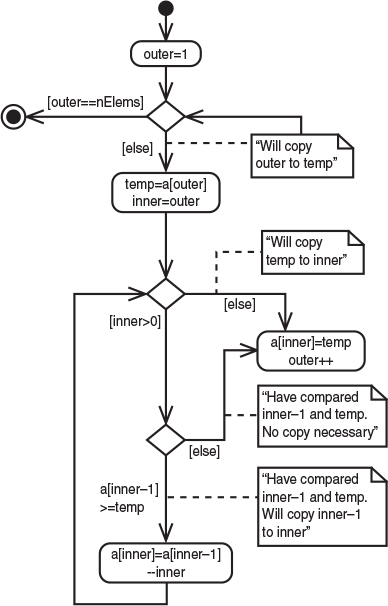 outer=1
[outer==nElems]
[else]
“Will copy
outer to temp”
temp=a[outer]
inner=outer
“Will copy
temp to inner”
[else]
[inner>0]
a[inner]=temp
outer++
“Have compared
inner–1 and temp.
No copy necessary”
[else]
a[inner–1]
>=temp
“Have compared
inner–1 and temp.
Will copy inner–1
to inner”
a[inner]=a[inner–1]
--inner